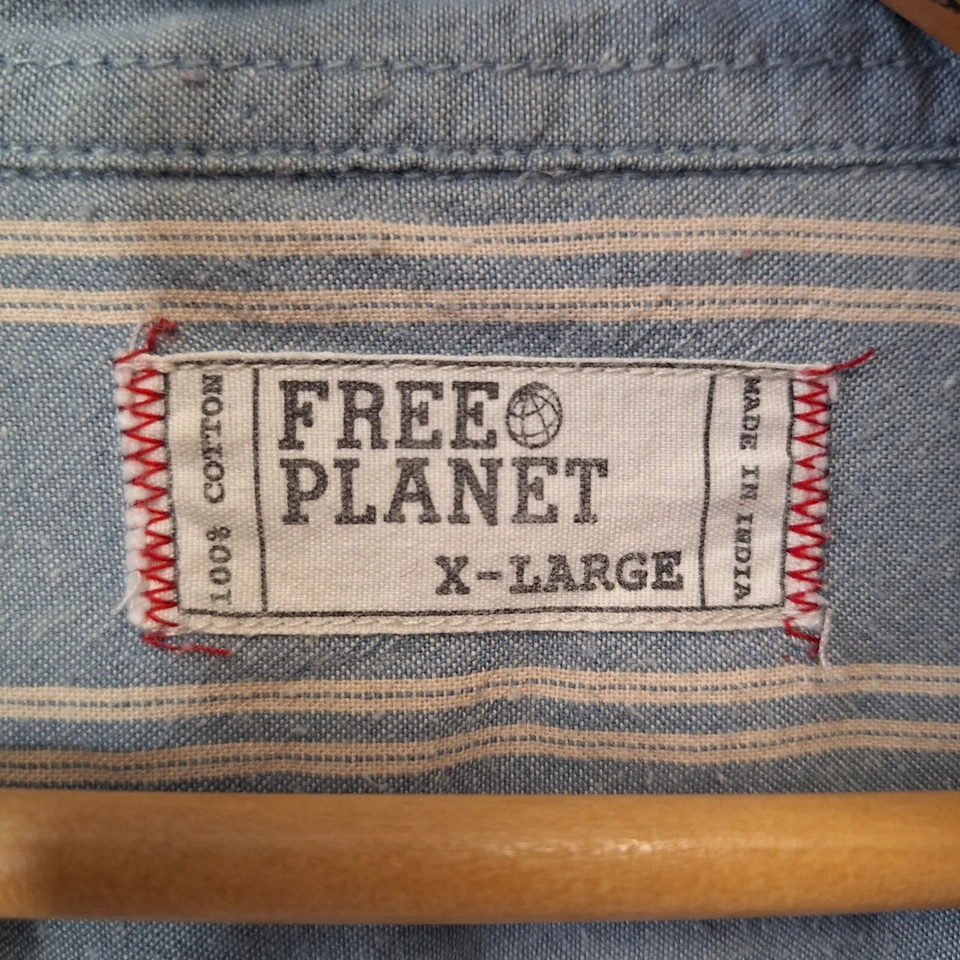 100% COTTON
FREE
PLANET
X-LARGE
MADE IN INDIA